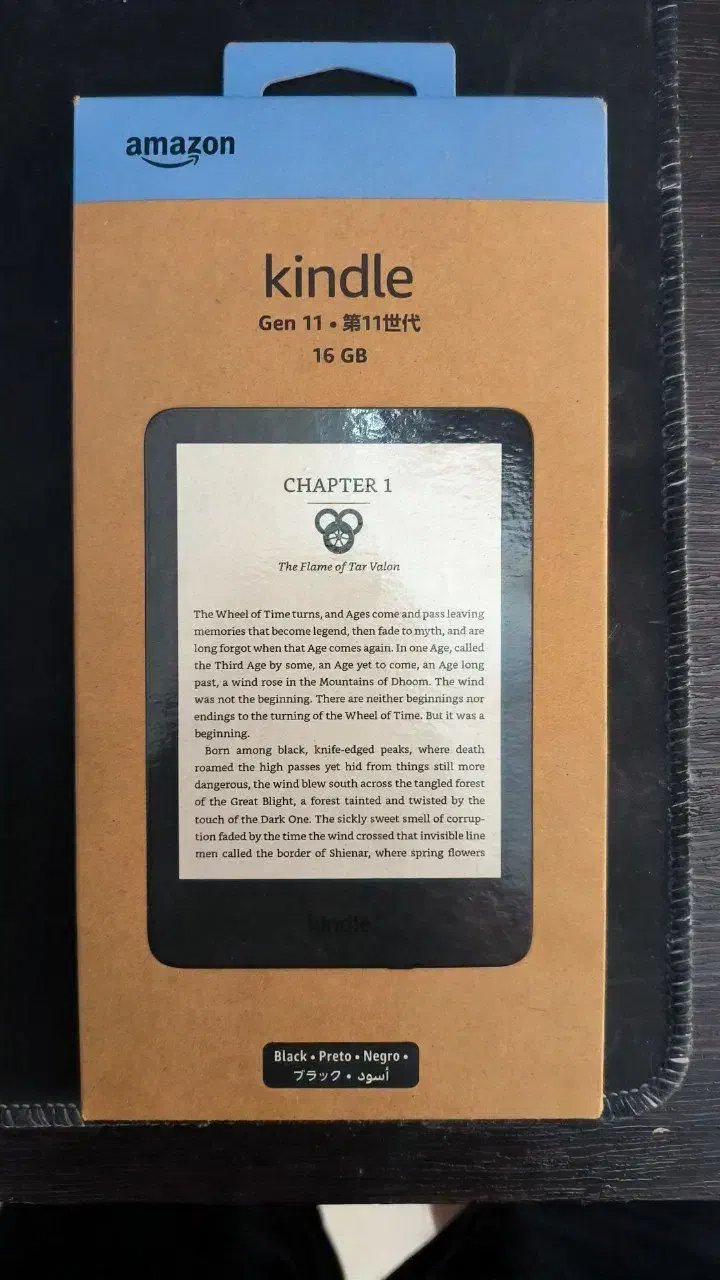 amazon
kindle
Gen 11 • 第11世代
16 GB
CHAPTER 1
The Flame of Tar Valon
The Wheel of Time turns, and Ages come and pass leaving
memories that become legend, then fade to myth, and are
long forgot when that Age comes again. In one Age, called
the Third Age by some, an Age yet to come, an Age long
past, a wind rose in the Mountains of Dhoom. The wind
was not the beginning. There are neither beginnings nor
endings to the turning of the Wheel of Time. But it was a
beginning.
Born among black, knife-edged peaks, where death
roamed the high passes yet hid from things still more
dangerous, the wind blew south across the tangled forest
of the Great Blight, a forest tainted and twisted by the
touch of the Dark One. The sickly sweet smell of corrup-
tion faded by the time the wind crossed that invisible line
men called the border of Shienar, where spring flowers
kindle
Black • Preto • Negro •
ブラック • أسود